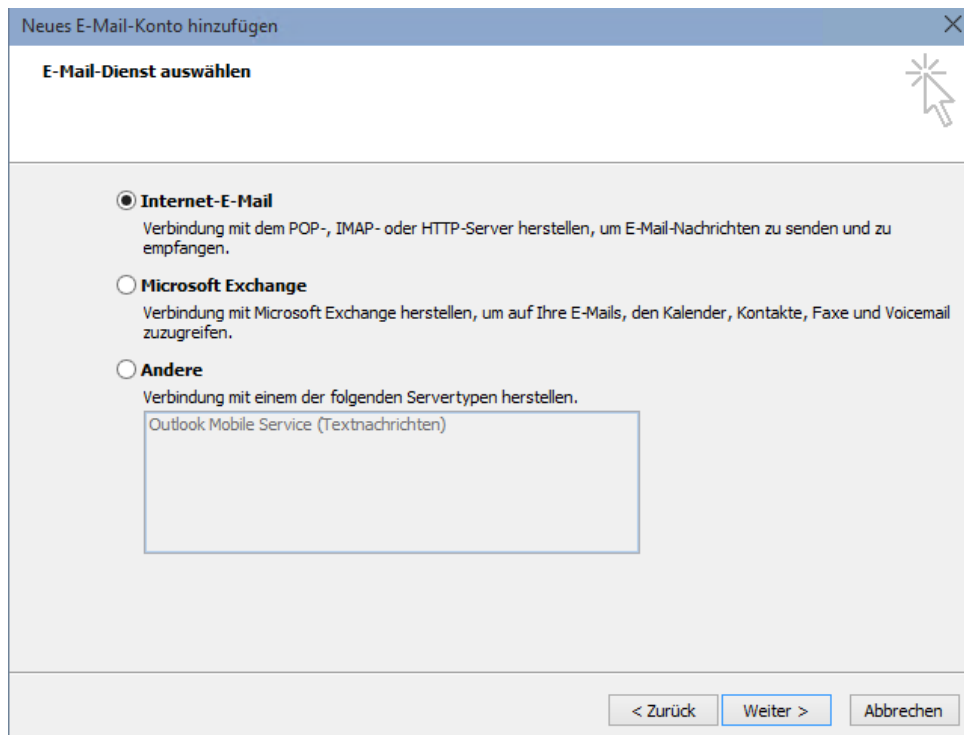 Neues E-Mail-Konto hinzufügen
E-Mail-Dienst auswählen
Internet-E-Mail
Verbindung mit dem POP-, IMAP- oder HTTP-Server herstellen, um E-Mail-Nachrichten zu senden und zu
empfangen.
Microsoft Exchange
Verbindung mit Microsoft Exchange herstellen, um auf Ihre E-Mails, den Kalender, Kontakte, Faxe und Voicemail
zuzugreifen.
Andere
Verbindung mit einem der folgenden Servertypen herstellen.
Outlook Mobile Service (Textnachrichten)
< Zurück Weiter > Abbrechen